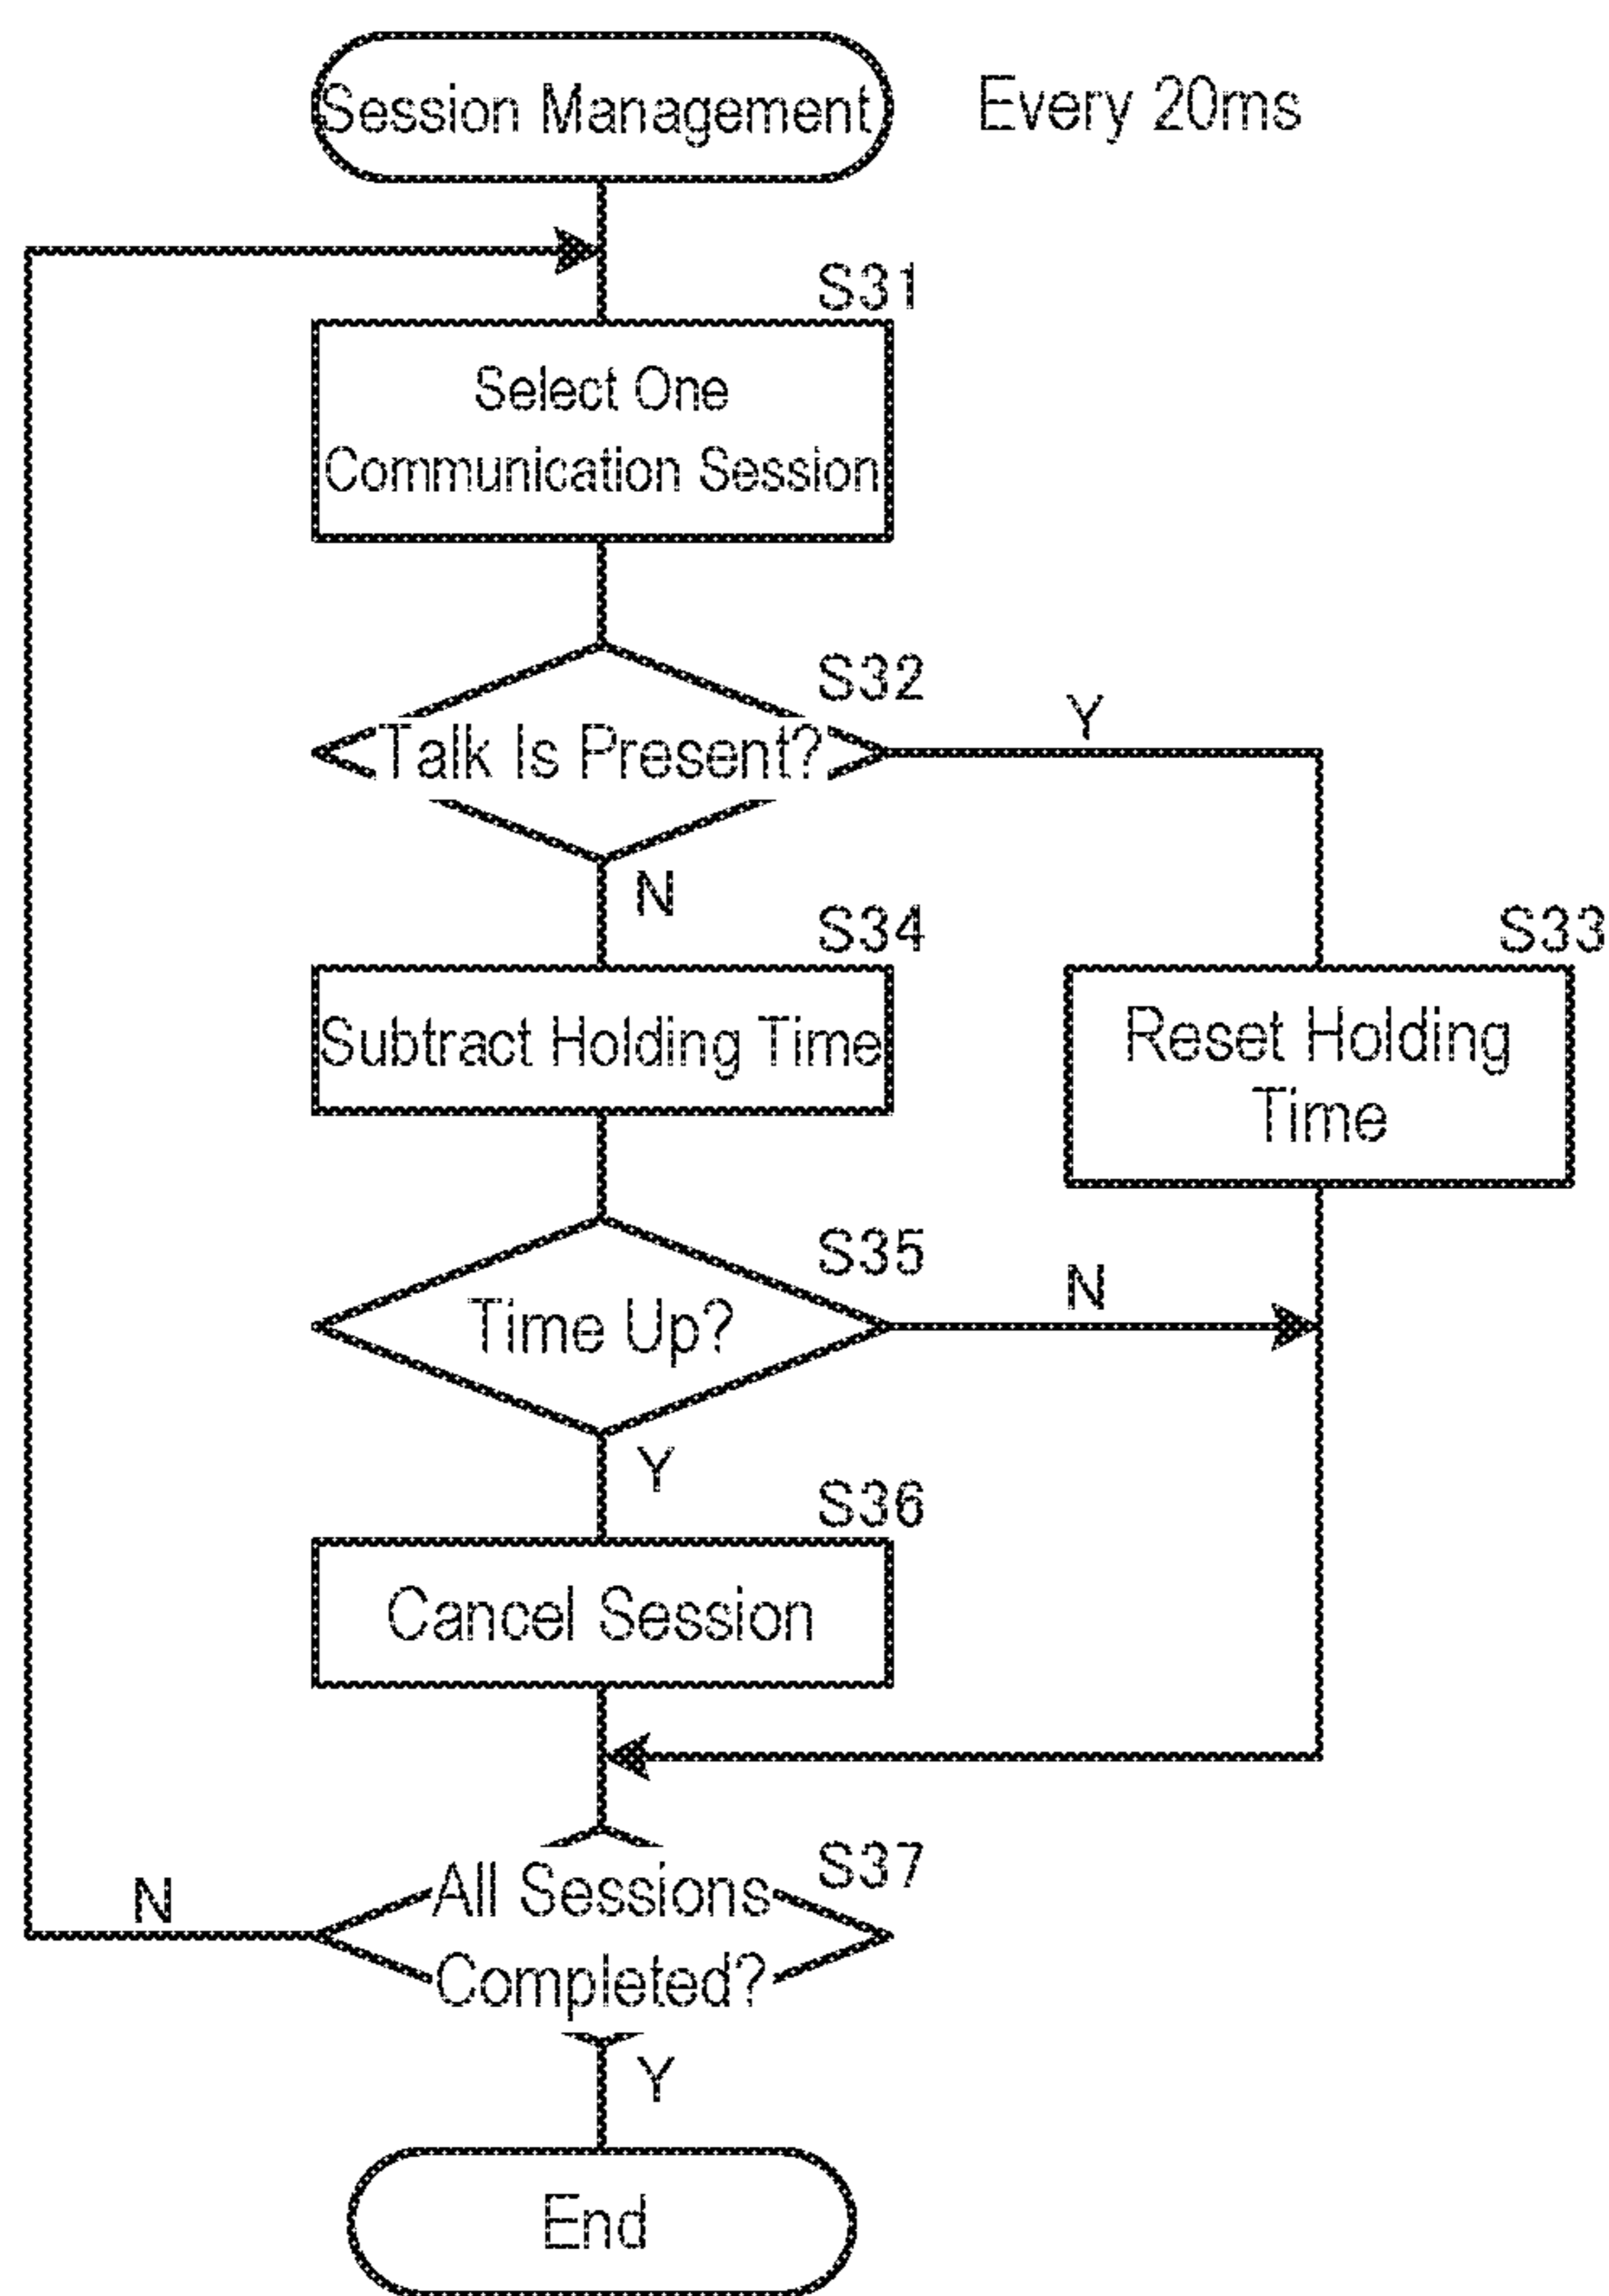 Session Management
Every 20ms
S31
Select One
Communication Session
S32
Talk Is Present?
Y
N
S34
Subtract Holding Time
S33
Reset Holding
Time
S35
Time Up?
N
Y
S36
Cancel Session
S37
All Sessions
Completed?
N
Y
End